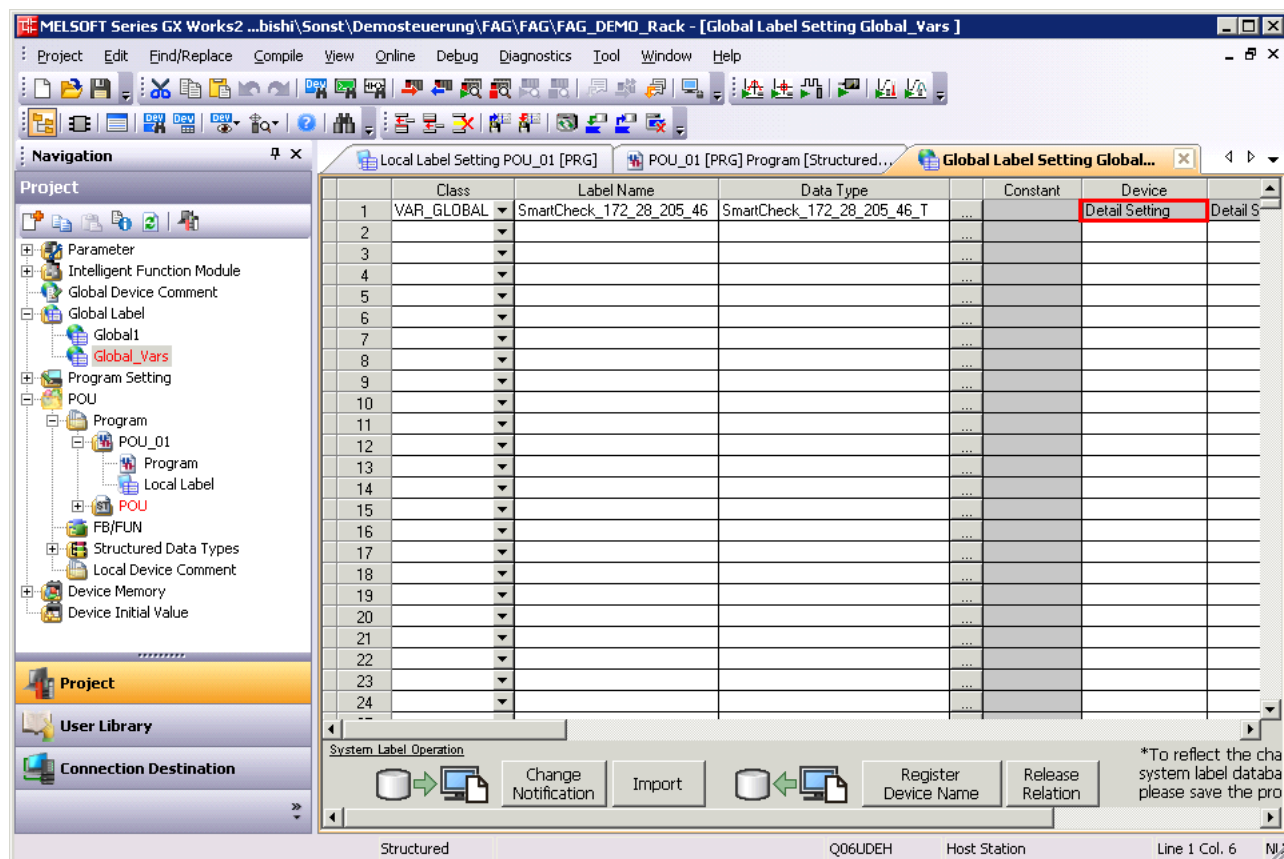 MELSOFT Series GX Works2 ...bishi\Sonst\Demosteuerung\FAG\FAG\FAG_DEMO_Rack - [Global Label Setting Global_Vars ]
Project Edit Find/Replace Compile View Online Debug Diagnostics Tool Window Help
Navigation
Project
Parameter
Intelligent Function Module
Global Device Comment
Global Label
Global1
Global_Vars
Program Setting
POU
Program
POU_01
Program
Local Label
POU
FB/FUN
Structured Data Types
Local Device Comment
Device Memory
Device Initial Value
Project
User Library
Connection Destination
Local Label Setting POU_01 [PRG] POU_01 [PRG] Program [Structured... Global Label Setting Global...
Class Label Name Data Type Constant Device
1 VAR_GLOBAL SmartCheck_172_28_205_46 SmartCheck_172_28_205_46_T ... Detail Setting Detail S
2 ...
3 ...
4 ...
5 ...
6 ...
7 ...
8 ...
9 ...
10 ...
11 ...
12 ...
13 ...
14 ...
15 ...
16 ...
17 ...
18 ...
19 ...
20 ...
21 ...
22 ...
23 ...
24 ...
System Label Operation
Change Notification
Import
Register Device Name
Release Relation
*To reflect the cha
system label databa
please save the pro
Structured Q06UDEH Host Station Line 1 Col. 6